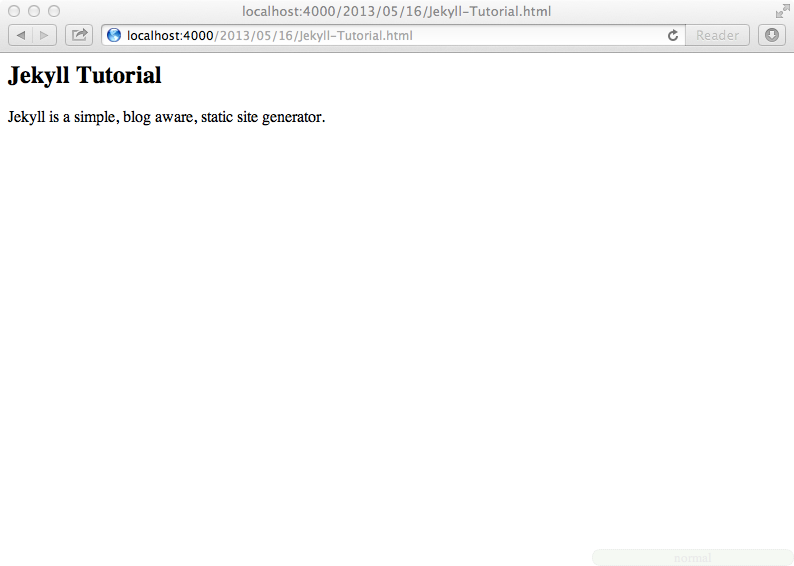 localhost:4000/2013/05/16/Jekyll-Tutorial.html
localhost:4000/2013/05/16/Jekyll-Tutorial.html
Reader
Jekyll Tutorial
Jekyll is a simple, blog aware, static site generator.
normal